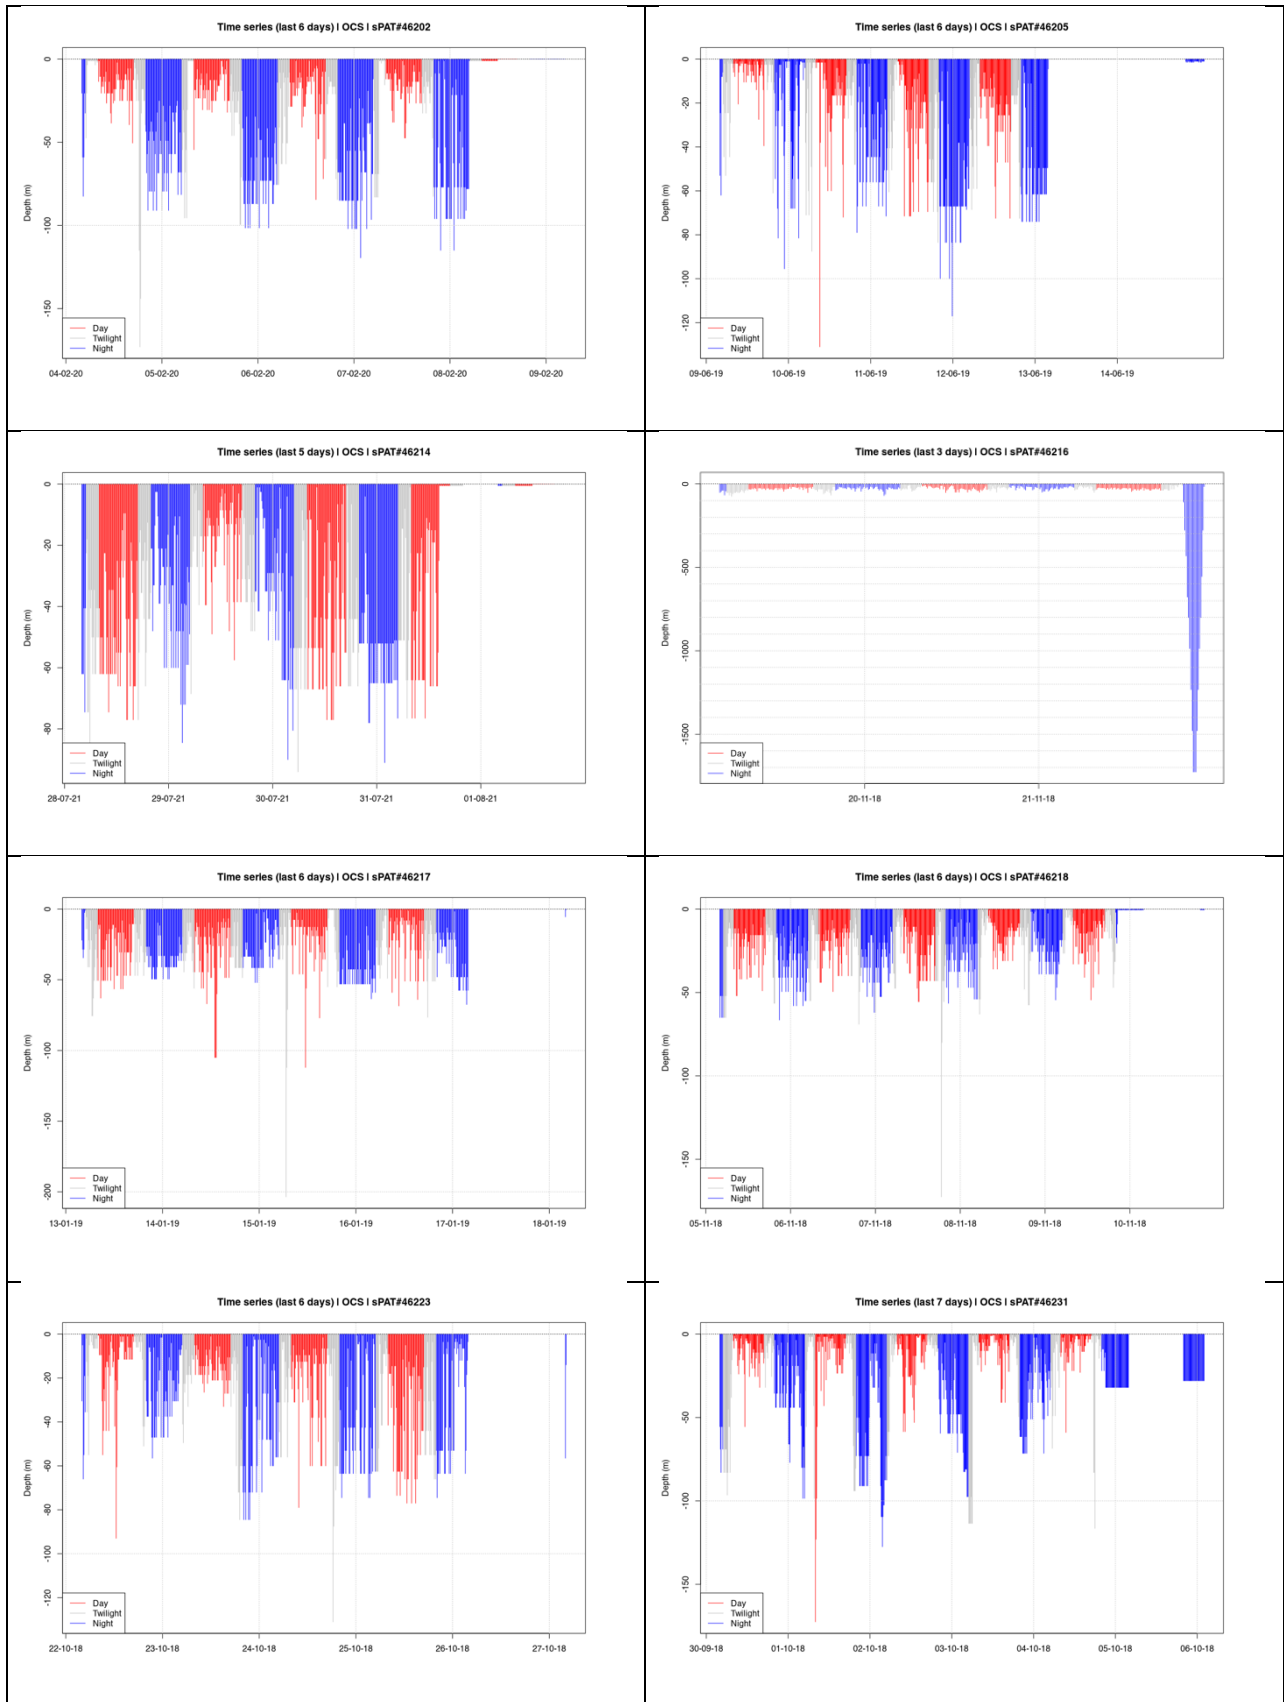 Time series (last 6 days) | OCS | sPAT#46202
Depth (m)
0
-50
-100
-150
Day
Twilight
Night
04-02-20 05-02-20 06-02-20 07-02-20 08-02-20 09-02-20
Time series (last 6 days) | OCS | sPAT#46205
Depth (m)
0
-20
-40
-60
-80
-100
-120
Day
Twilight
Night
09-06-19 10-06-19 11-06-19 12-06-19 13-06-19 14-06-19
Time series (last 5 days) | OCS | sPAT#46214
Depth (m)
0
-20
-40
-60
-80
Day
Twilight
Night
28-07-21 29-07-21 30-07-21 31-07-21 01-08-21
Time series (last 3 days) | OCS | sPAT#46216
Depth (m)
0
-500
-1000
-1500
Day
Twilight
Night
20-11-18 21-11-18
Time series (last 6 days) | OCS | sPAT#46217
Depth (m)
0
-50
-100
-150
-200
Day
Twilight
Night
13-01-19 14-01-19 15-01-19 16-01-19 17-01-19 18-01-19
Time series (last 6 days) | OCS | sPAT#46218
Depth (m)
0
-50
-100
-150
Day
Twilight
Night
05-11-18 06-11-18 07-11-18 08-11-18 09-11-18 10-11-18
Time series (last 6 days) | OCS | sPAT#46223
Depth (m)
0
-20
-40
-60
-80
-100
-120
Day
Twilight
Night
22-10-18 23-10-18 24-10-18 25-10-18 26-10-18 27-10-18
Time series (last 7 days) | OCS | sPAT#46231
Depth (m)
0
-50
-100
-150
Day
Twilight
Night
30-09-18 01-10-18 02-10-18 03-10-18 04-10-18 05-10-18 06-10-18